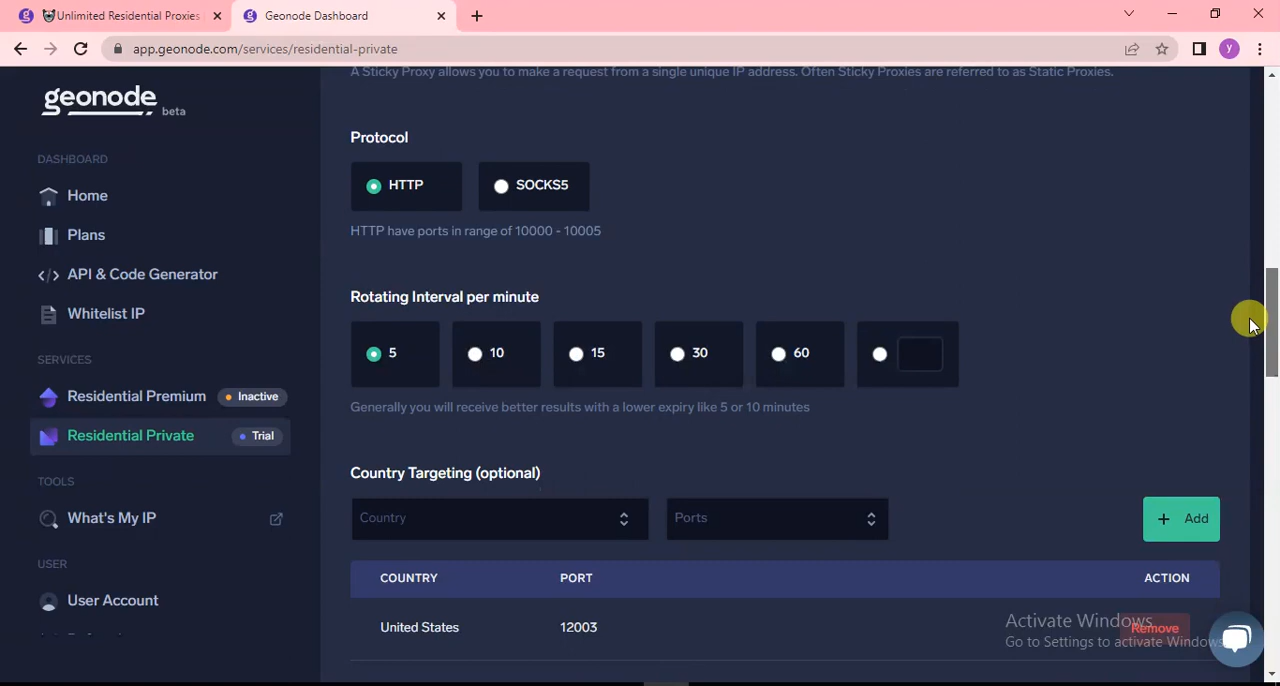 Unlimited Residential Proxies
Geonode Dashboard
app.geonode.com/services/residential-private
y
geonode
beta
A Sticky Proxy allows you to make a request from a single unique IP address. Often Sticky Proxies are referred to as Static Proxies.
DASHBOARD
Home
Plans
API & Code Generator
Whitelist IP
SERVICES
Residential Premium Inactive
Residential Private Trial
TOOLS
What's My IP
USER
User Account
Protocol
HTTP SOCKS5
HTTP have ports in range of 10000 - 10005
Rotating Interval per minute
5 10 15 30 60
Generally you will receive better results with a lower expiry like 5 or 10 minutes
Country Targeting (optional)
Country Ports + Add
COUNTRY PORT ACTION
United States 12003 Remove
Activate Windows
Go to Settings to activate Windows